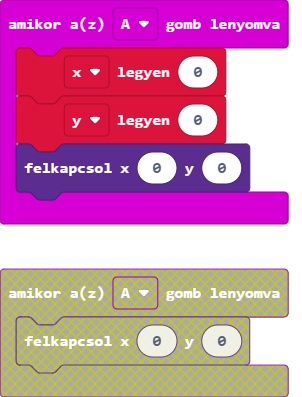 amikor a(z) A gomb lenyomva
x legyen 0
y legyen 0
felkapcsol x 0 y 0
amikor a(z) A gomb lenyomva
felkapcsol x 0 y 0